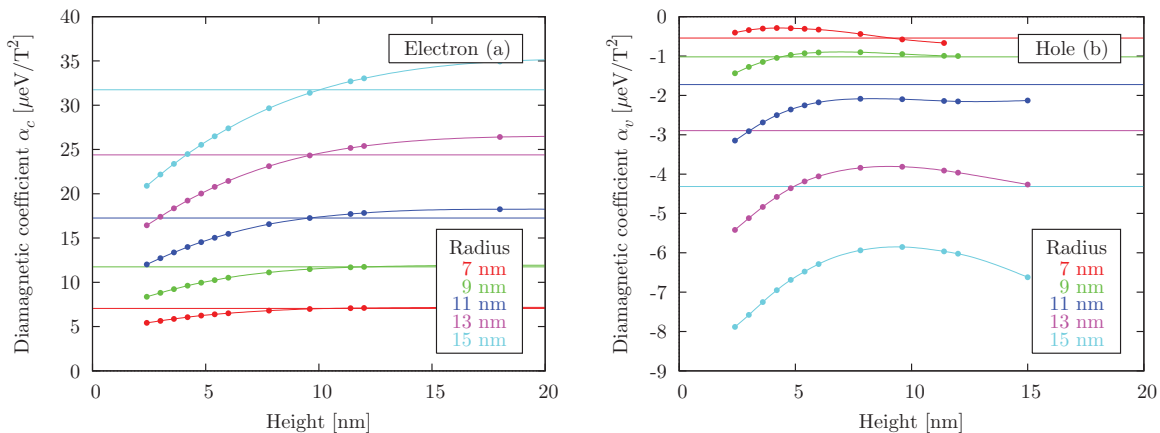 40
35
30
25
20
15
10
5
0
Diamagnetic coefficient α_c [μeV/T²]
Electron (a)
Radius
7 nm
9 nm
11 nm
13 nm
15 nm
0 5 10 15 20
Height [nm]
0
-1
-2
-3
-4
-5
-6
-7
-8
-9
Diamagnetic coefficient α_v [μeV/T²]
Hole (b)
Radius
7 nm
9 nm
11 nm
13 nm
15 nm
0 5 10 15 20
Height [nm]